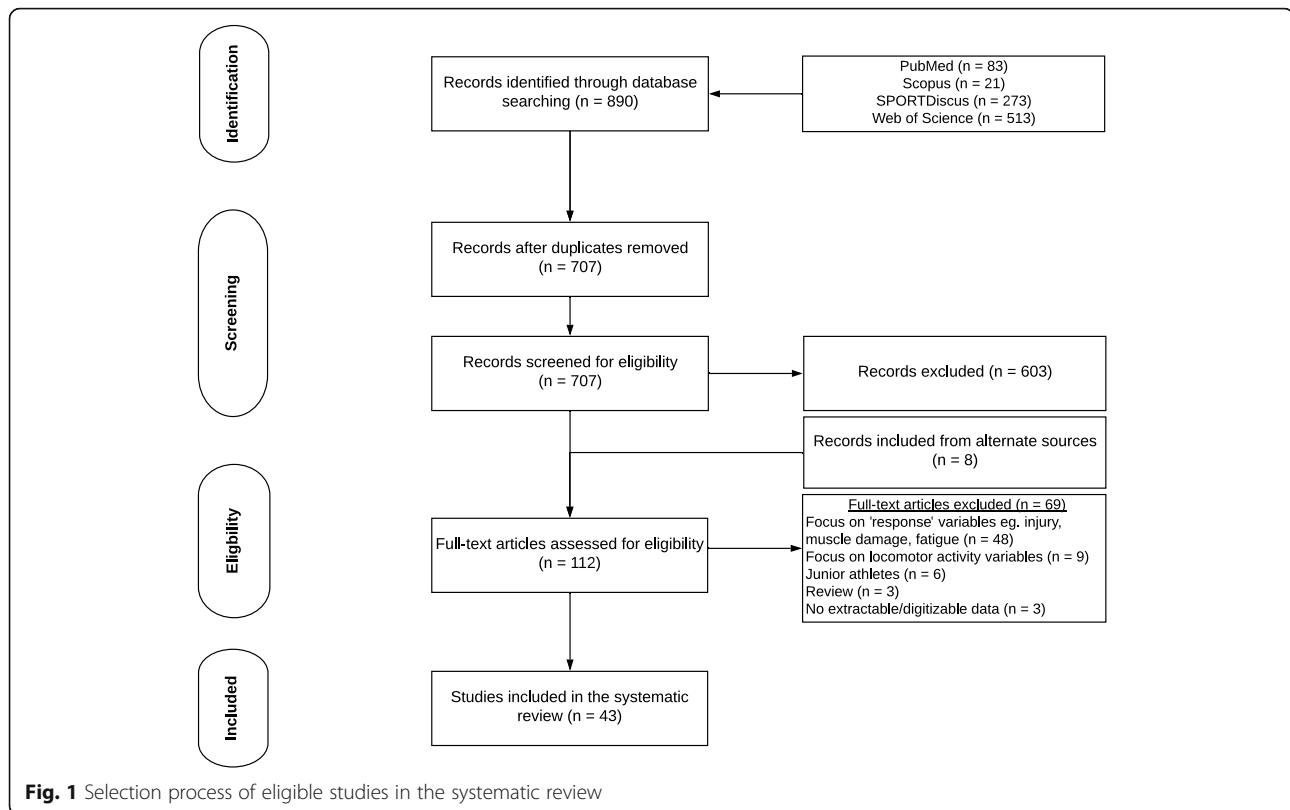 Identification
Records identified through database
searching (n = 890)
PubMed (n = 83)
Scopus (n = 21)
SPORTDiscus (n = 273)
Web of Science (n = 513)
Screening
Records after duplicates removed
(n = 707)
Records screened for eligibility
(n = 707)
Records excluded (n = 603)
Records included from alternate sources
(n = 8)
Eligbility
Full-text articles assessed for eligibility
(n = 112)
Full-text articles excluded (n = 69)
Focus on 'response' variables eg. injury,
muscle damage, fatigue (n = 48)
Focus on locomotor activity variables (n = 9)
Junior athletes (n = 6)
Review (n = 3)
No extractable/digitizable data (n = 3)
Included
Studies included in the systematic
review (n = 43)
Fig. 1 Selection process of eligible studies in the systematic review